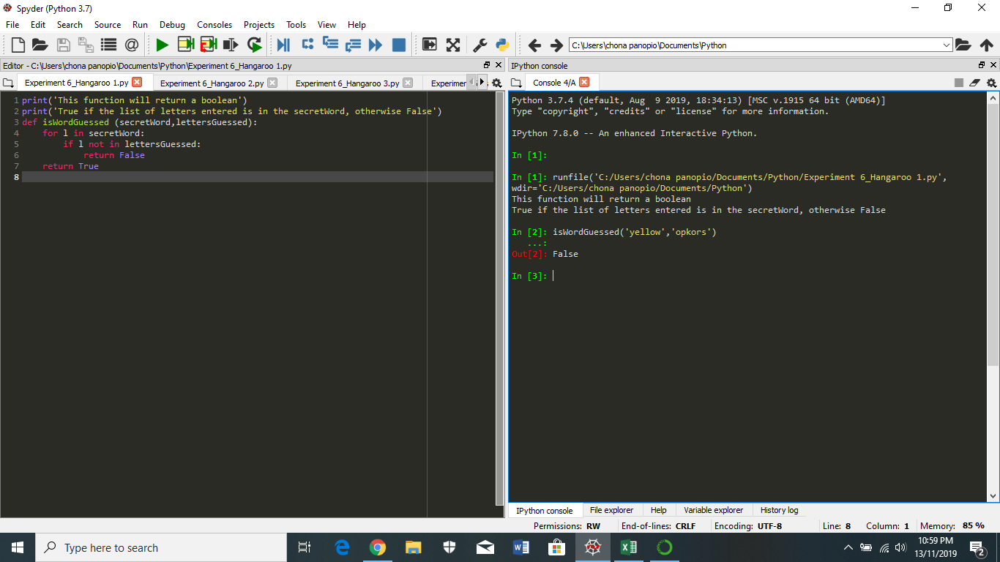 Spyder (Python 3.7)
File Edit Search Source Run Debug Consoles Projects Tools View Help
C:\Users\chona panopio\Documents\Python
Editor - C:\Users\chona panopio\Documents\Python\Experiment 6_Hangaroo 1.py
Experiment 6_Hangaroo 1.py Experiment 6_Hangaroo 2.py Experiment 6_Hangaroo 3.py Experimer
1 print('This function will return a boolean')
2 print('True if the list of letters entered is in the secretWord, otherwise False')
3 def isWordGuessed (secretWord,lettersGuessed):
4     for l in secretWord:
5         if l not in lettersGuessed:
6             return False
7     return True
8
IPython console
Console 4/A
Python 3.7.4 (default, Aug  9 2019, 18:34:13) [MSC v.1915 64 bit (AMD64)]
Type "copyright", "credits" or "license" for more information.
IPython 7.8.0 -- An enhanced Interactive Python.
In [1]:
In [1]: runfile('C:/Users/chona panopio/Documents/Python/Experiment 6_Hangaroo 1.py',
wdir='C:/Users/chona panopio/Documents/Python')
This function will return a boolean
True if the list of letters entered is in the secretWord, otherwise False
In [2]: isWordGuessed('yellow','opkors')
...:
Out[2]: False
In [3]:
IPython console File explorer Help Variable explorer History log
Permissions: RW End-of-lines: CRLF Encoding: UTF-8 Line: 8 Column: 1 Memory: 85 %
Type here to search
10:59 PM
13/11/2019
2